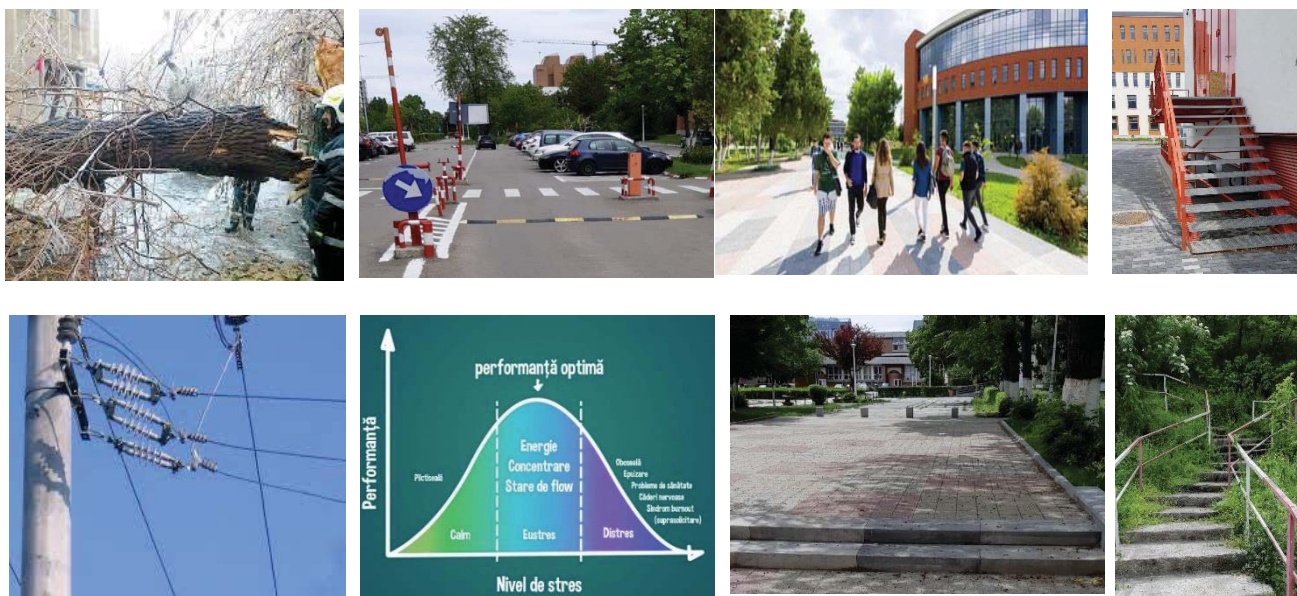 performanță optimă
Performanță
Plictiseală
Energie
Concentrare
Stare de flow
Oboseală
Epuizare
Probleme de sănătate
Căderi nervoase
Sindrom burnout
(suprasolicitare)
Calm
Eustres
Distres
Nivel de stres